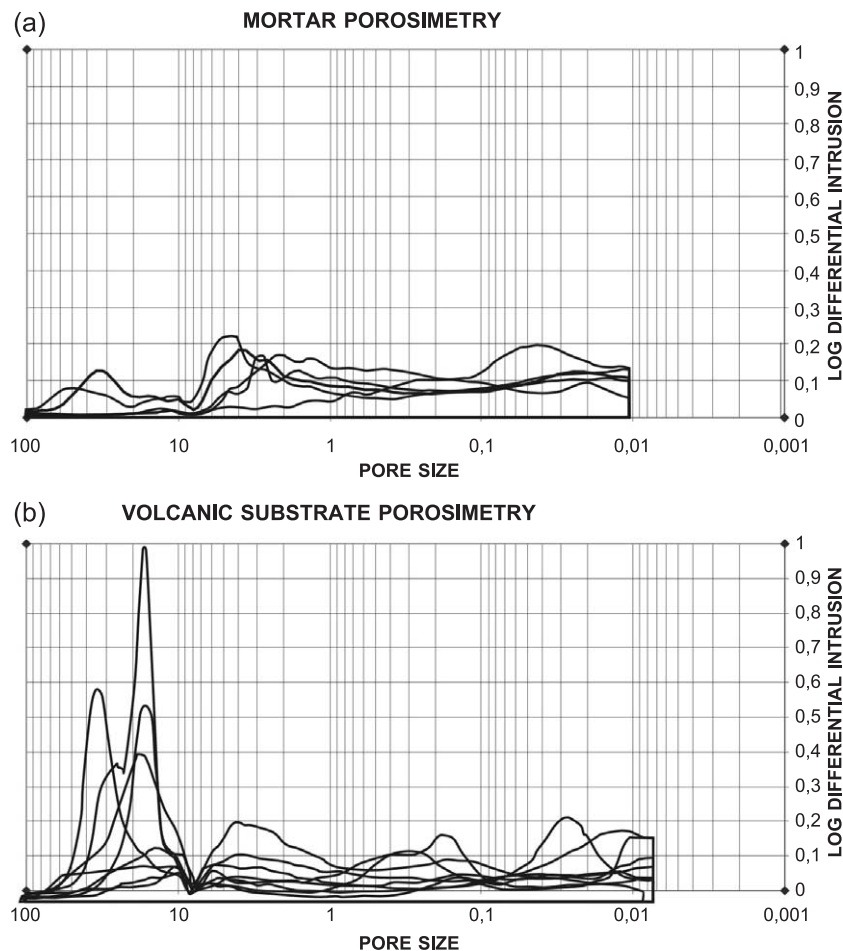 (a)
MORTAR POROSIMETRY
1
0,9
0,8
0,7
0,6
0,5
0,4
0,3
0,2
0,1
0
LOG DIFFERENTIAL INTRUSION
100 10 1 0,1 0,01 0,001
PORE SIZE
(b)
VOLCANIC SUBSTRATE POROSIMETRY
1
0,9
0,8
0,7
0,6
0,5
0,4
0,3
0,2
0,1
0
LOG DIFFERENTIAL INTRUSION
100 10 1 0,1 0,01 0,001
PORE SIZE